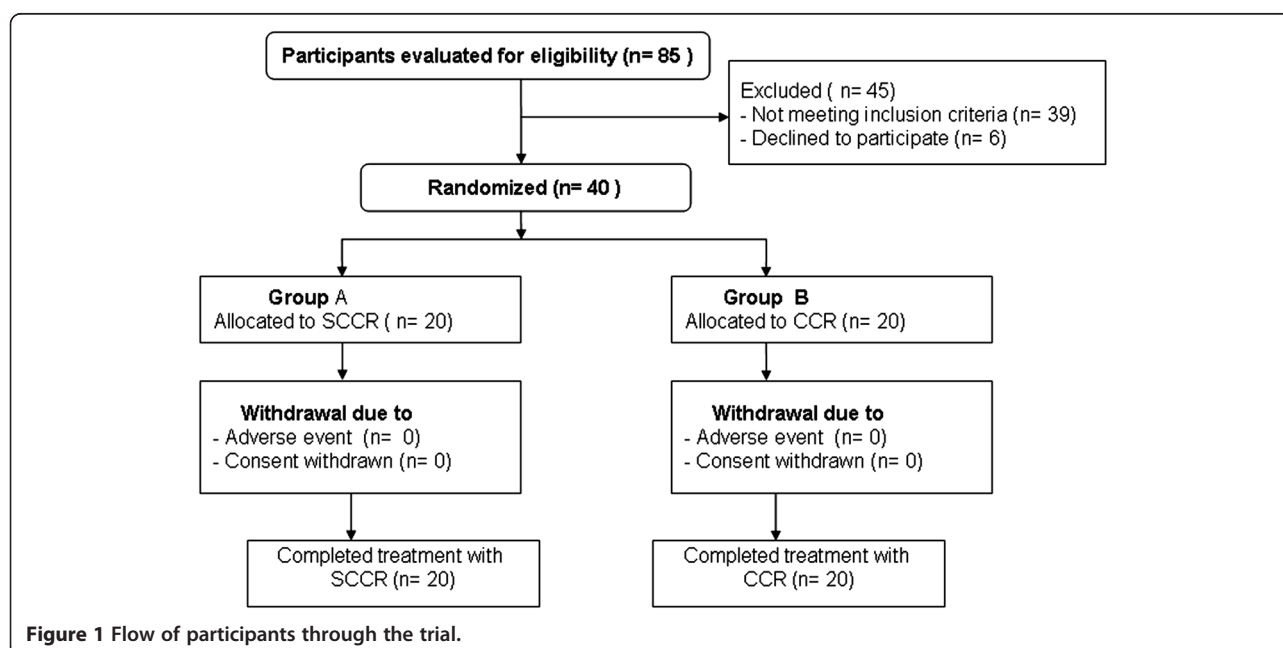 Participants evaluated for eligibility (n= 85 )
Excluded ( n= 45)
- Not meeting inclusion criteria (n= 39)
- Declined to participate (n= 6)
Randomized (n= 40 )
Group A
Allocated to SCCR ( n= 20)
Group B
Allocated to CCR (n= 20)
Withdrawal due to
- Adverse event (n= 0)
- Consent withdrawn (n= 0)
Withdrawal due to
- Adverse event (n= 0)
- Consent withdrawn (n= 0)
Completed treatment with
SCCR (n= 20)
Completed treatment with
CCR (n= 20)
Figure 1 Flow of participants through the trial.